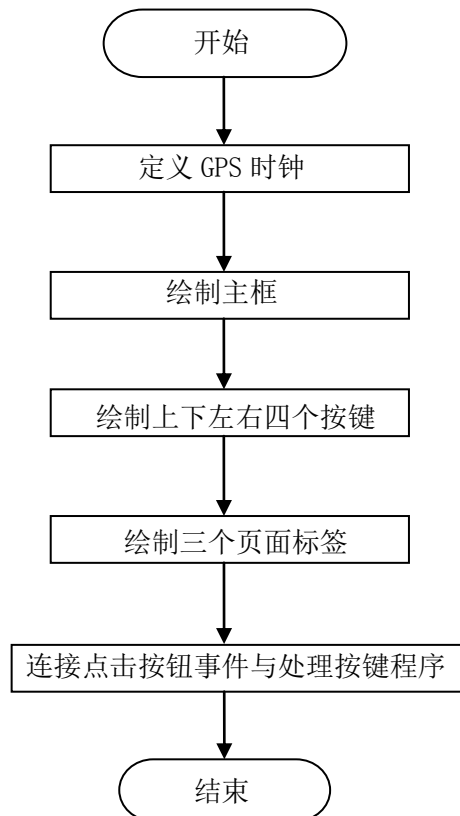 开始
定义 GPS 时钟
绘制主框
绘制上下左右四个按键
绘制三个页面标签
连接点击按钮事件与处理按键程序
结束